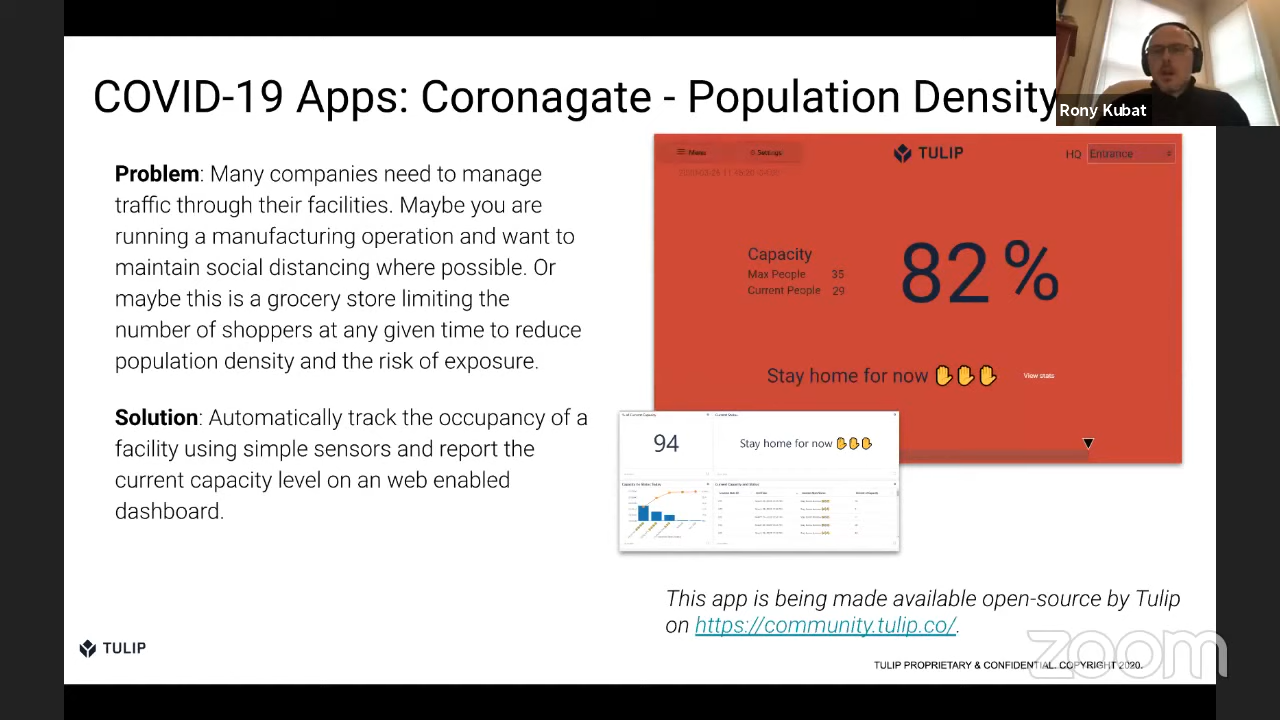 COVID-19 Apps: Coronagate - Population Density
Rony Kubat
Problem: Many companies need to manage
traffic through their facilities. Maybe you are
running a manufacturing operation and want to
maintain social distancing where possible. Or
maybe this is a grocery store limiting the
number of shoppers at any given time to reduce
population density and the risk of exposure.
Solution: Automatically track the occupancy of a
facility using simple sensors and report the
current capacity level on an web enabled
dashboard.
Menu
Settings
TULIP
HQ
Entrance
Capacity
Max People 35
Current People 29
82 %
Stay home for now ✋✋✋
View stats
94
Stay home for now ✋✋✋
This app is being made available open-source by Tulip
on https://community.tulip.co/.
TULIP
zoom
TULIP PROPRIETARY & CONFIDENTIAL. COPYRIGHT 2020.